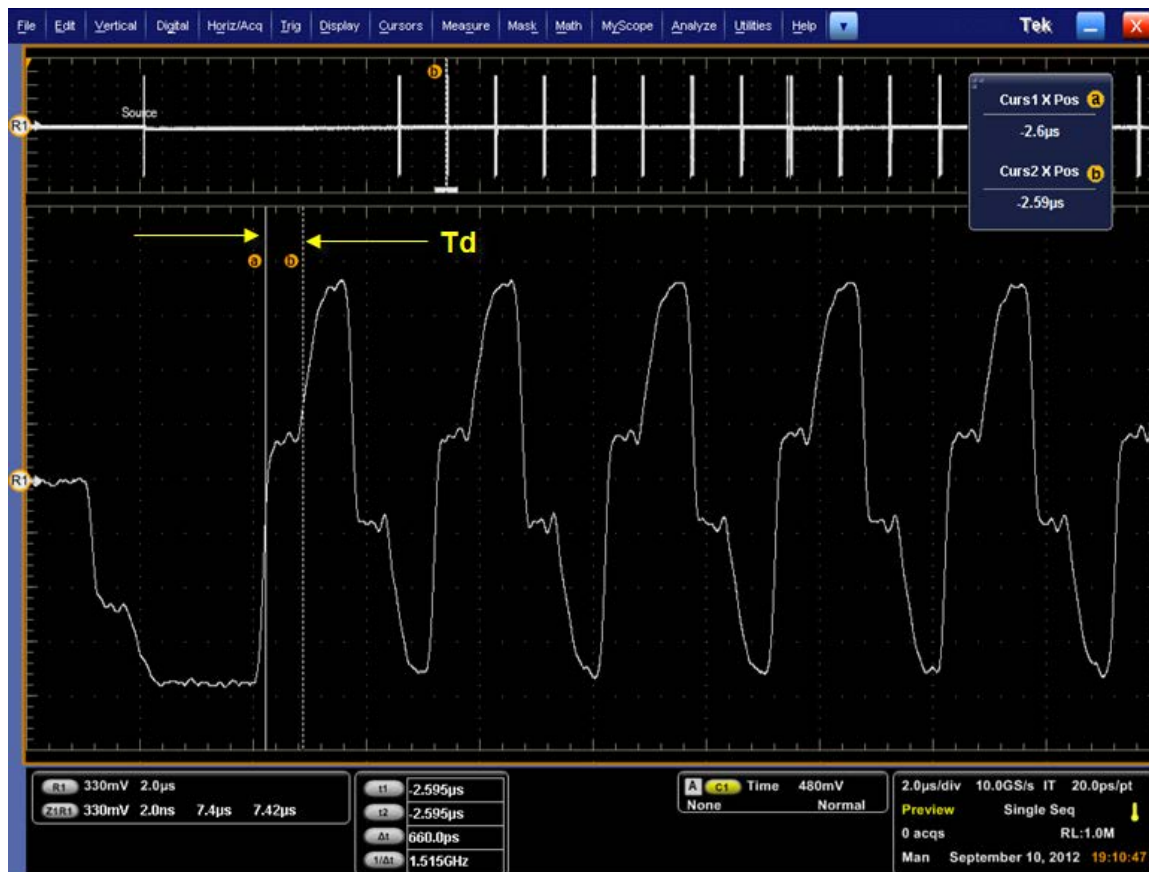 File Edit Vertical Digital Horiz/Acq Trig Display Cursors Measure Mask Math MyScope Analyze Utilities Help Tek X
b
Curs1 X Pos a
Source
R1
-2.6µs
Curs2 X Pos b
-2.59µs
Td
a b
R1
R1 330mV 2.0µs
Z1R1 330mV 2.0ns 7.4µs 7.42µs
t1 -2.595µs
t2 -2.595µs
Δt 660.0ps
1/Δt 1.515GHz
A C1 Time 480mV
None Normal
2.0µs/div 10.0GS/s IT 20.0ps/pt
Preview Single Seq
0 acqs RL:1.0M
Man September 10, 2012 19:10:47